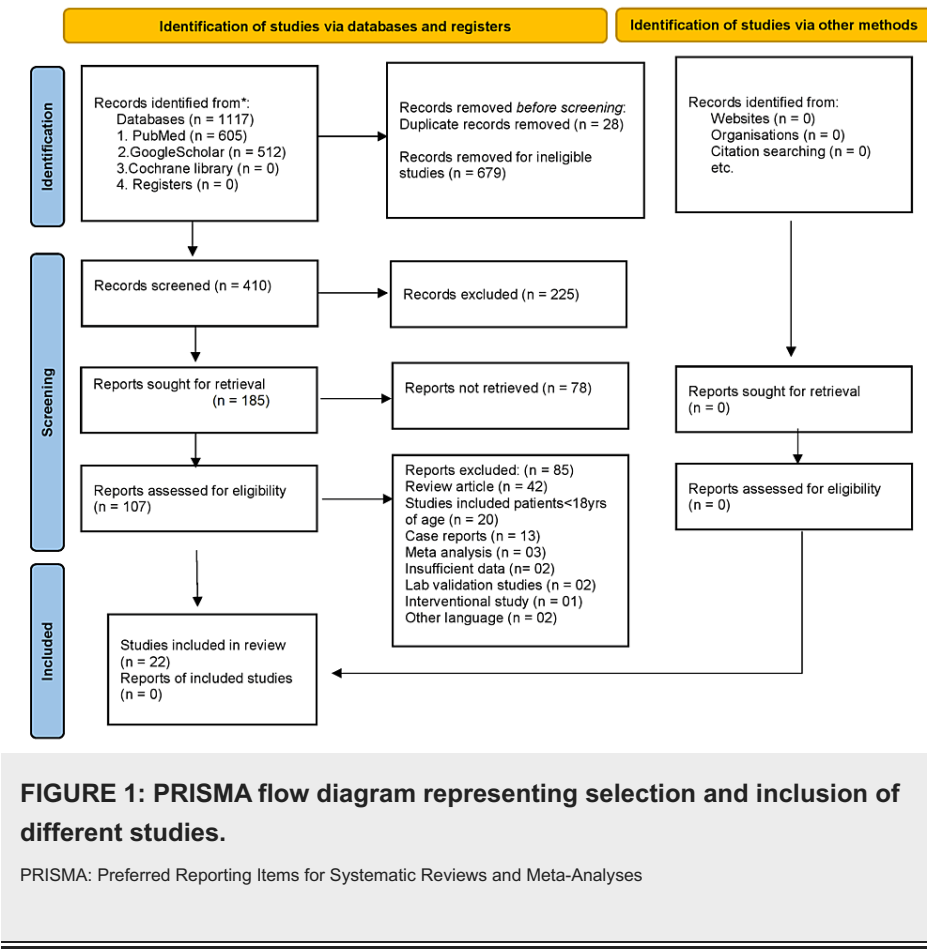 Identification of studies via databases and registers
Identification of studies via other methods
Identification
Records identified from*:
Databases (n = 1117)
1. PubMed (n = 605)
2.GoogleScholar (n = 512)
3.Cochrane library (n = 0)
4. Registers (n = 0)
Records removed before screening:
Duplicate records removed (n = 28)
Records removed for ineligible
studies (n = 679)
Records identified from:
Websites (n = 0)
Organisations (n = 0)
Citation searching (n = 0)
etc.
Screening
Records screened (n = 410)
Records excluded (n = 225)
Reports sought for retrieval
(n = 185)
Reports not retrieved (n = 78)
Reports sought for retrieval
(n = 0)
Reports assessed for eligibility
(n = 107)
Reports excluded: (n = 85)
Review article (n = 42)
Studies included patients<18yrs
of age (n = 20)
Case reports (n = 13)
Meta analysis (n = 03)
Insufficient data (n= 02)
Lab validation studies (n = 02)
Interventional study (n = 01)
Other language (n = 02)
Reports assessed for eligibility
(n = 0)
Included
Studies included in review
(n = 22)
Reports of included studies
(n = 0)
FIGURE 1: PRISMA flow diagram representing selection and inclusion of
different studies.
PRISMA: Preferred Reporting Items for Systematic Reviews and Meta-Analyses